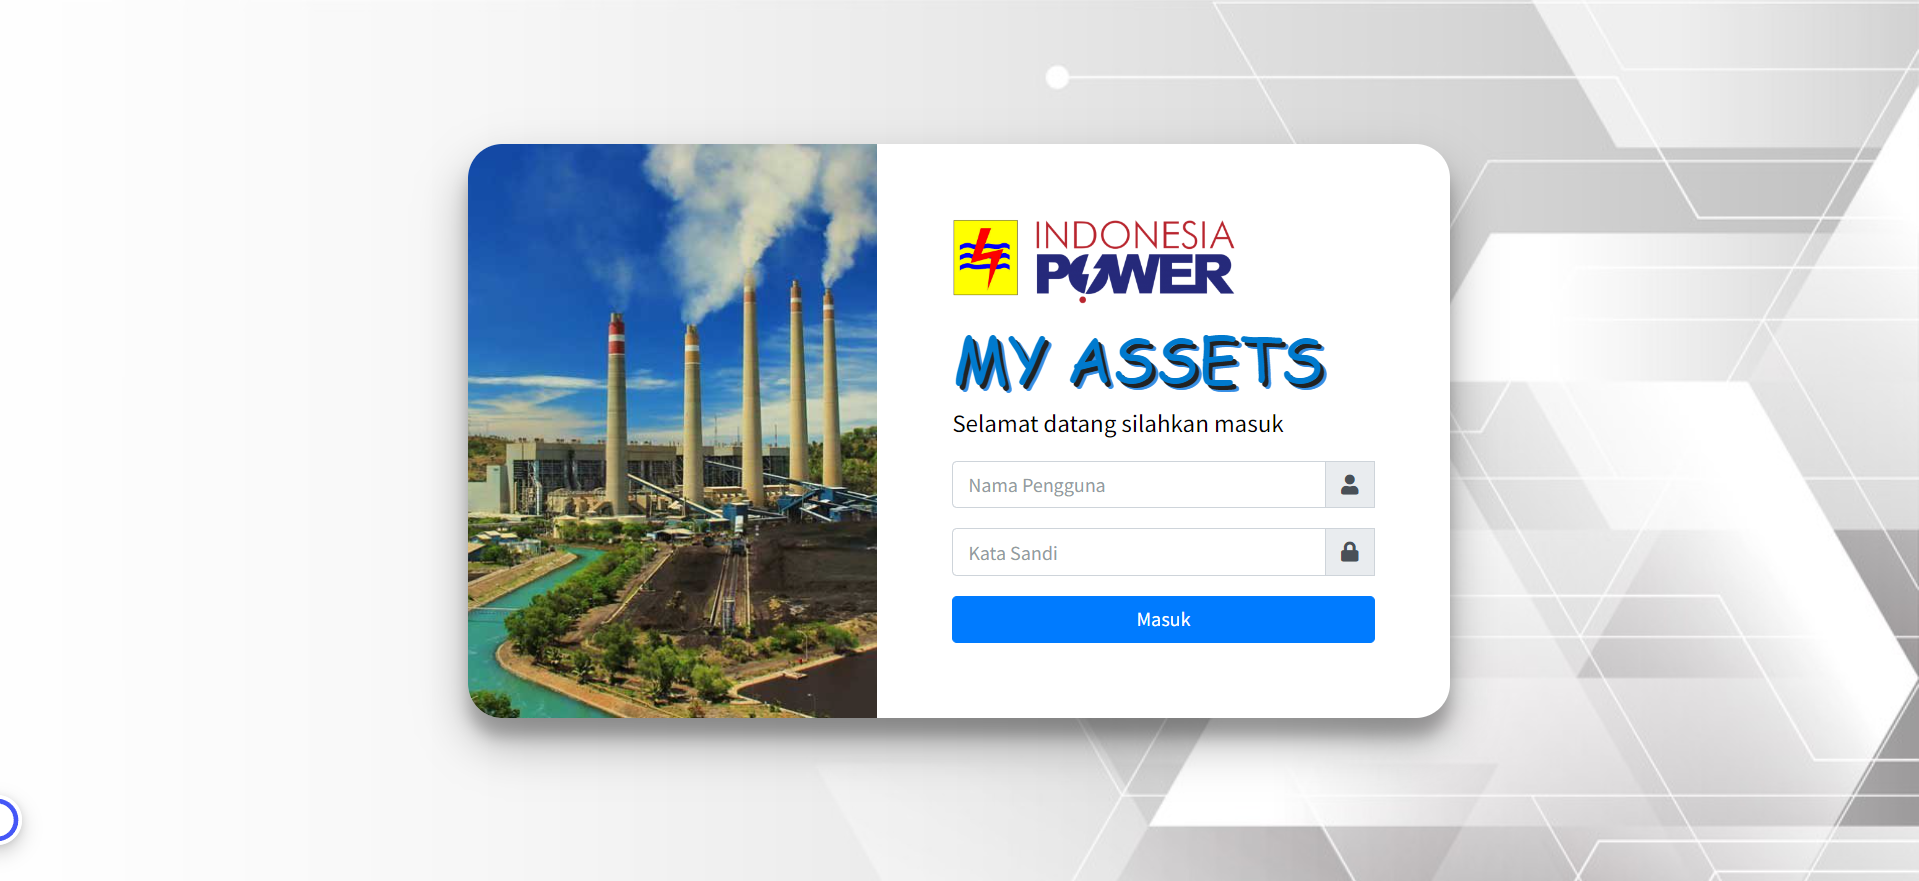 INDONESIA
POWER
MY ASSETS
Selamat datang silahkan masuk
Nama Pengguna
Kata Sandi
Masuk